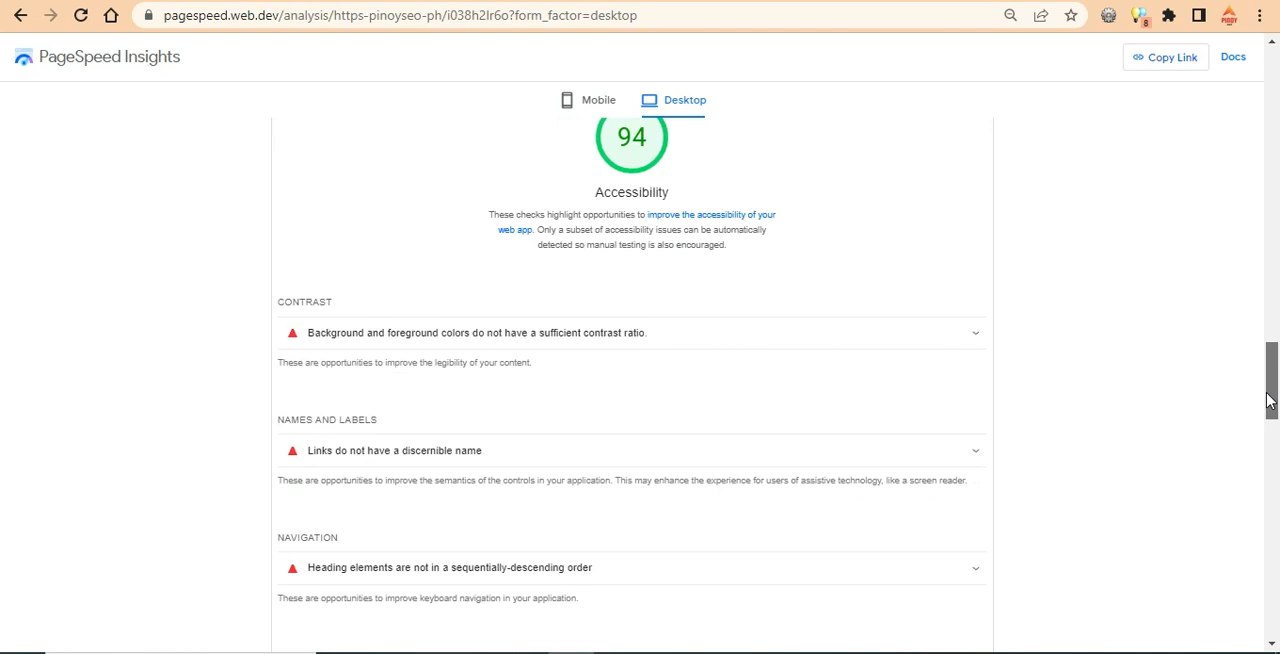 pagespeed.web.dev/analysis/https-pinoyseo-ph/i038h2lr6o?form_factor=desktop
8
PINOY
PageSpeed Insights
Copy Link
Docs
Mobile
Desktop
94
Accessibility
These checks highlight opportunities to improve the accessibility of your
web app. Only a subset of accessibility issues can be automatically
detected so manual testing is also encouraged.
CONTRAST
Background and foreground colors do not have a sufficient contrast ratio.
These are opportunities to improve the legibility of your content.
NAMES AND LABELS
Links do not have a discernible name
These are opportunities to improve the semantics of the controls in your application. This may enhance the experience for users of assistive technology, like a screen reader.
NAVIGATION
Heading elements are not in a sequentially-descending order
These are opportunities to improve keyboard navigation in your application.